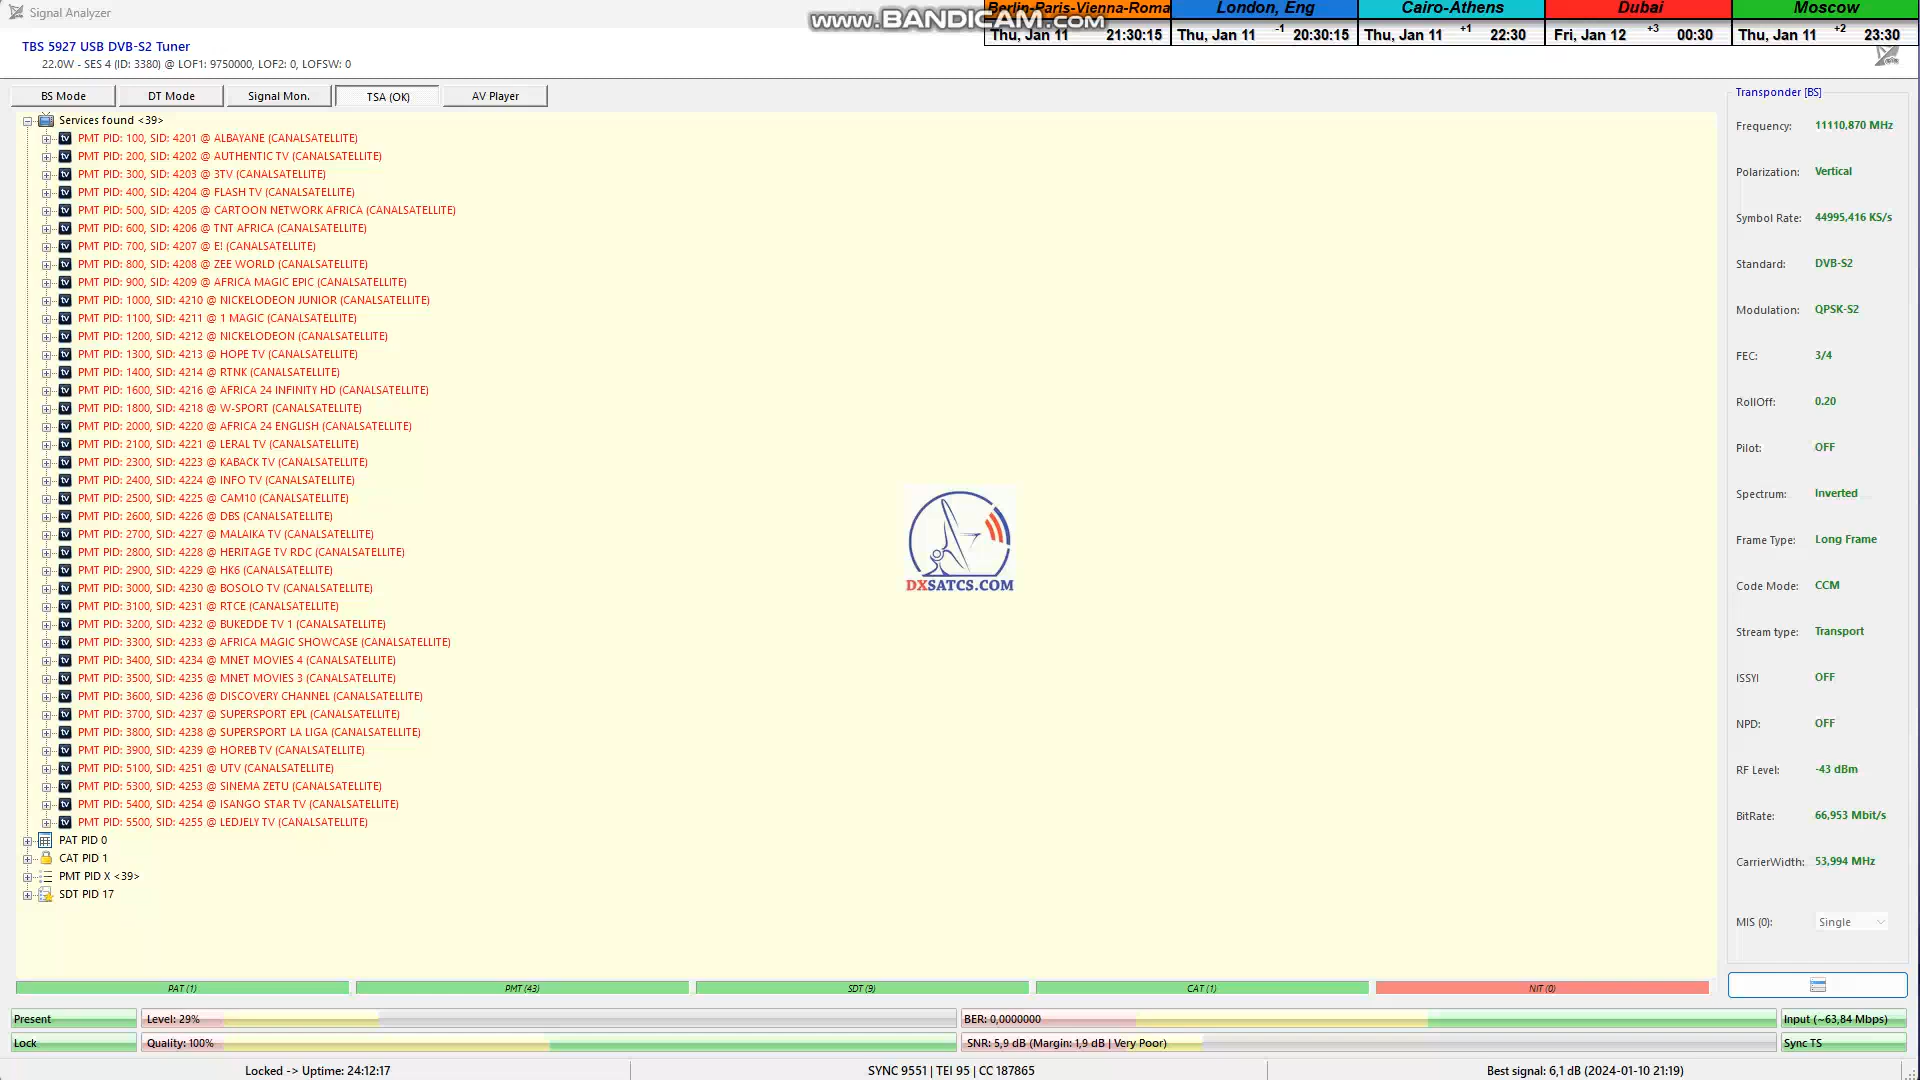 Signal Analyzer
www.BANDICAM.com
Berlin-Paris-Vienna-Roma
London, Eng
Cairo-Athens
Dubai
Moscow
Thu, Jan 11 21:30:15
Thu, Jan 11 -1 20:30:15
Thu, Jan 11 +1 22:30
Fri, Jan 12 +3 00:30
Thu, Jan 11 +2 23:30
TBS 5927 USB DVB-S2 Tuner
22.0W - SES 4 (ID: 3380) @ LOF1: 9750000, LOF2: 0, LOFSW: 0
BS Mode
DT Mode
Signal Mon.
TSA (OK)
AV Player
Services found <39>
PMT PID: 100, SID: 4201 @ ALBAYANE (CANALSATELLITE)
PMT PID: 200, SID: 4202 @ AUTHENTIC TV (CANALSATELLITE)
PMT PID: 300, SID: 4203 @ 3TV (CANALSATELLITE)
PMT PID: 400, SID: 4204 @ FLASH TV (CANALSATELLITE)
PMT PID: 500, SID: 4205 @ CARTOON NETWORK AFRICA (CANALSATELLITE)
PMT PID: 600, SID: 4206 @ TNT AFRICA (CANALSATELLITE)
PMT PID: 700, SID: 4207 @ E! (CANALSATELLITE)
PMT PID: 800, SID: 4208 @ ZEE WORLD (CANALSATELLITE)
PMT PID: 900, SID: 4209 @ AFRICA MAGIC EPIC (CANALSATELLITE)
PMT PID: 1000, SID: 4210 @ NICKELODEON JUNIOR (CANALSATELLITE)
PMT PID: 1100, SID: 4211 @ 1 MAGIC (CANALSATELLITE)
PMT PID: 1200, SID: 4212 @ NICKELODEON (CANALSATELLITE)
PMT PID: 1300, SID: 4213 @ HOPE TV (CANALSATELLITE)
PMT PID: 1400, SID: 4214 @ RTNK (CANALSATELLITE)
PMT PID: 1600, SID: 4216 @ AFRICA 24 INFINITY HD (CANALSATELLITE)
PMT PID: 1800, SID: 4218 @ W-SPORT (CANALSATELLITE)
PMT PID: 2000, SID: 4220 @ AFRICA 24 ENGLISH (CANALSATELLITE)
PMT PID: 2100, SID: 4221 @ LERAL TV (CANALSATELLITE)
PMT PID: 2300, SID: 4223 @ KABACK TV (CANALSATELLITE)
PMT PID: 2400, SID: 4224 @ INFO TV (CANALSATELLITE)
PMT PID: 2500, SID: 4225 @ CAM10 (CANALSATELLITE)
PMT PID: 2600, SID: 4226 @ DBS (CANALSATELLITE)
PMT PID: 2700, SID: 4227 @ MALAIKA TV (CANALSATELLITE)
PMT PID: 2800, SID: 4228 @ HERITAGE TV RDC (CANALSATELLITE)
PMT PID: 2900, SID: 4229 @ HK6 (CANALSATELLITE)
PMT PID: 3000, SID: 4230 @ BOSOLO TV (CANALSATELLITE)
PMT PID: 3100, SID: 4231 @ RTCE (CANALSATELLITE)
PMT PID: 3200, SID: 4232 @ BUKEDDE TV 1 (CANALSATELLITE)
PMT PID: 3300, SID: 4233 @ AFRICA MAGIC SHOWCASE (CANALSATELLITE)
PMT PID: 3400, SID: 4234 @ MNET MOVIES 4 (CANALSATELLITE)
PMT PID: 3500, SID: 4235 @ MNET MOVIES 3 (CANALSATELLITE)
PMT PID: 3600, SID: 4236 @ DISCOVERY CHANNEL (CANALSATELLITE)
PMT PID: 3700, SID: 4237 @ SUPERSPORT EPL (CANALSATELLITE)
PMT PID: 3800, SID: 4238 @ SUPERSPORT LA LIGA (CANALSATELLITE)
PMT PID: 3900, SID: 4239 @ HOREB TV (CANALSATELLITE)
PMT PID: 5100, SID: 4251 @ UTV (CANALSATELLITE)
PMT PID: 5300, SID: 4253 @ SINEMA ZETU (CANALSATELLITE)
PMT PID: 5400, SID: 4254 @ ISANGO STAR TV (CANALSATELLITE)
PMT PID: 5500, SID: 4255 @ LEDJELY TV (CANALSATELLITE)
PAT PID 0
CAT PID 1
PMT PID X <39>
SDT PID 17
DXSATCS.COM
Transponder [BS]
Frequency: 11110,870 MHz
Polarization: Vertical
Symbol Rate: 44995,416 KS/s
Standard: DVB-S2
Modulation: QPSK-S2
FEC: 3/4
RollOff: 0.20
Pilot: OFF
Spectrum: Inverted
Frame Type: Long Frame
Code Mode: CCM
Stream type: Transport
ISSYI OFF
NPD: OFF
RF Level: -43 dBm
BitRate: 66,953 Mbit/s
CarrierWidth: 53,994 MHz
MIS (0): Single
PAT (1)
PMT (43)
SDT (9)
CAT (1)
NIT (0)
Present
Level: 29%
BER: 0,0000000
Input (~63,84 Mbps)
Lock
Quality: 100%
SNR: 5,9 dB (Margin: 1,9 dB | Very Poor)
Sync TS
Locked -> Uptime: 24:12:17
SYNC 9551 | TEI 95 | CC 187865
Best signal: 6,1 dB (2024-01-10 21:19)